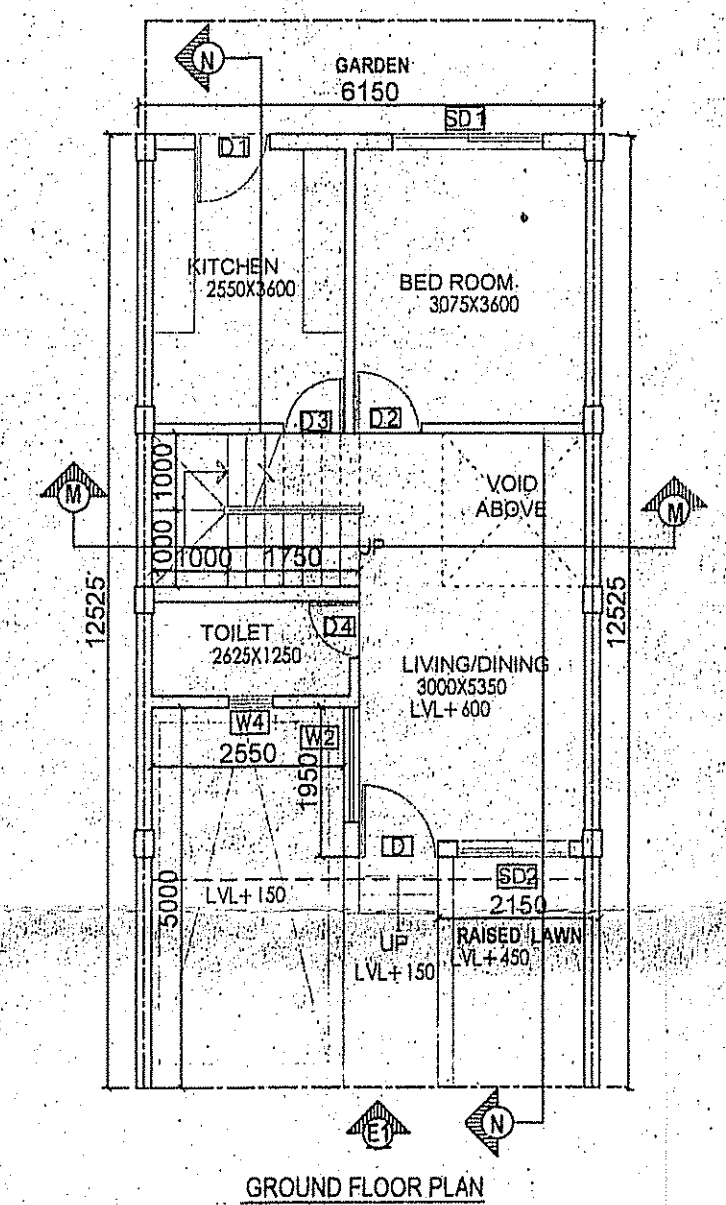 N
GARDEN
6150
SD1
D1
KITCHEN
2550X3600
BED ROOM.
3075X3600
D3
D2
1000
VOID
ABOVE
M
M
1000
1000
1750
UP
12525
12525
D4
TOILET
2625X1250
LIVING/DINING
3000X5350
LVL+600
W4
W2
2550
1950
D
5000
LVL+150
SD2
2150
UP
RAISED LAWN
LVL+150
LVL+450
E1
N
GROUND FLOOR PLAN